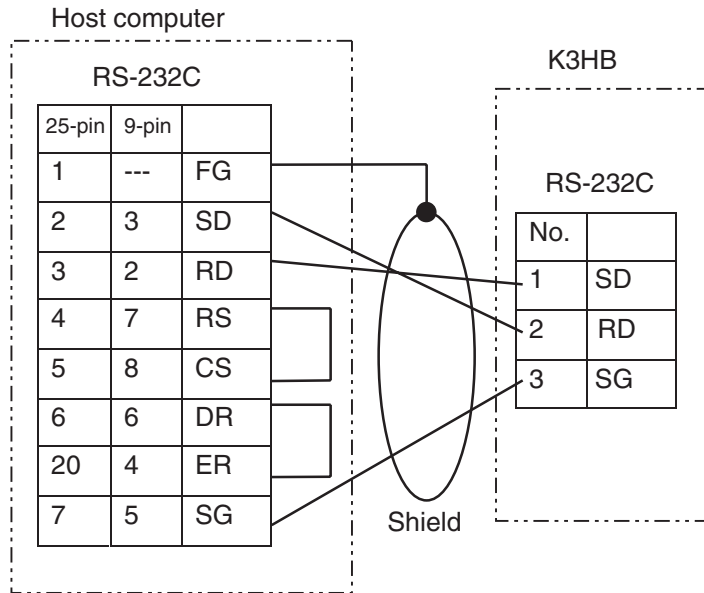 Host computer
RS-232C
25-pin 9-pin
1 --- FG
2 3 SD
3 2 RD
4 7 RS
5 8 CS
6 6 DR
20 4 ER
7 5 SG
Shield
K3HB
RS-232C
No.
1 SD
2 RD
3 SG